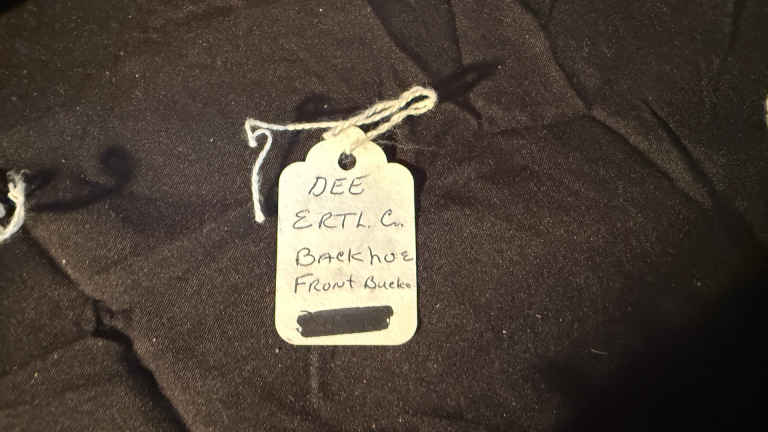 DEE
ERTL. Co.
BACKhOE
FRONt Bucke